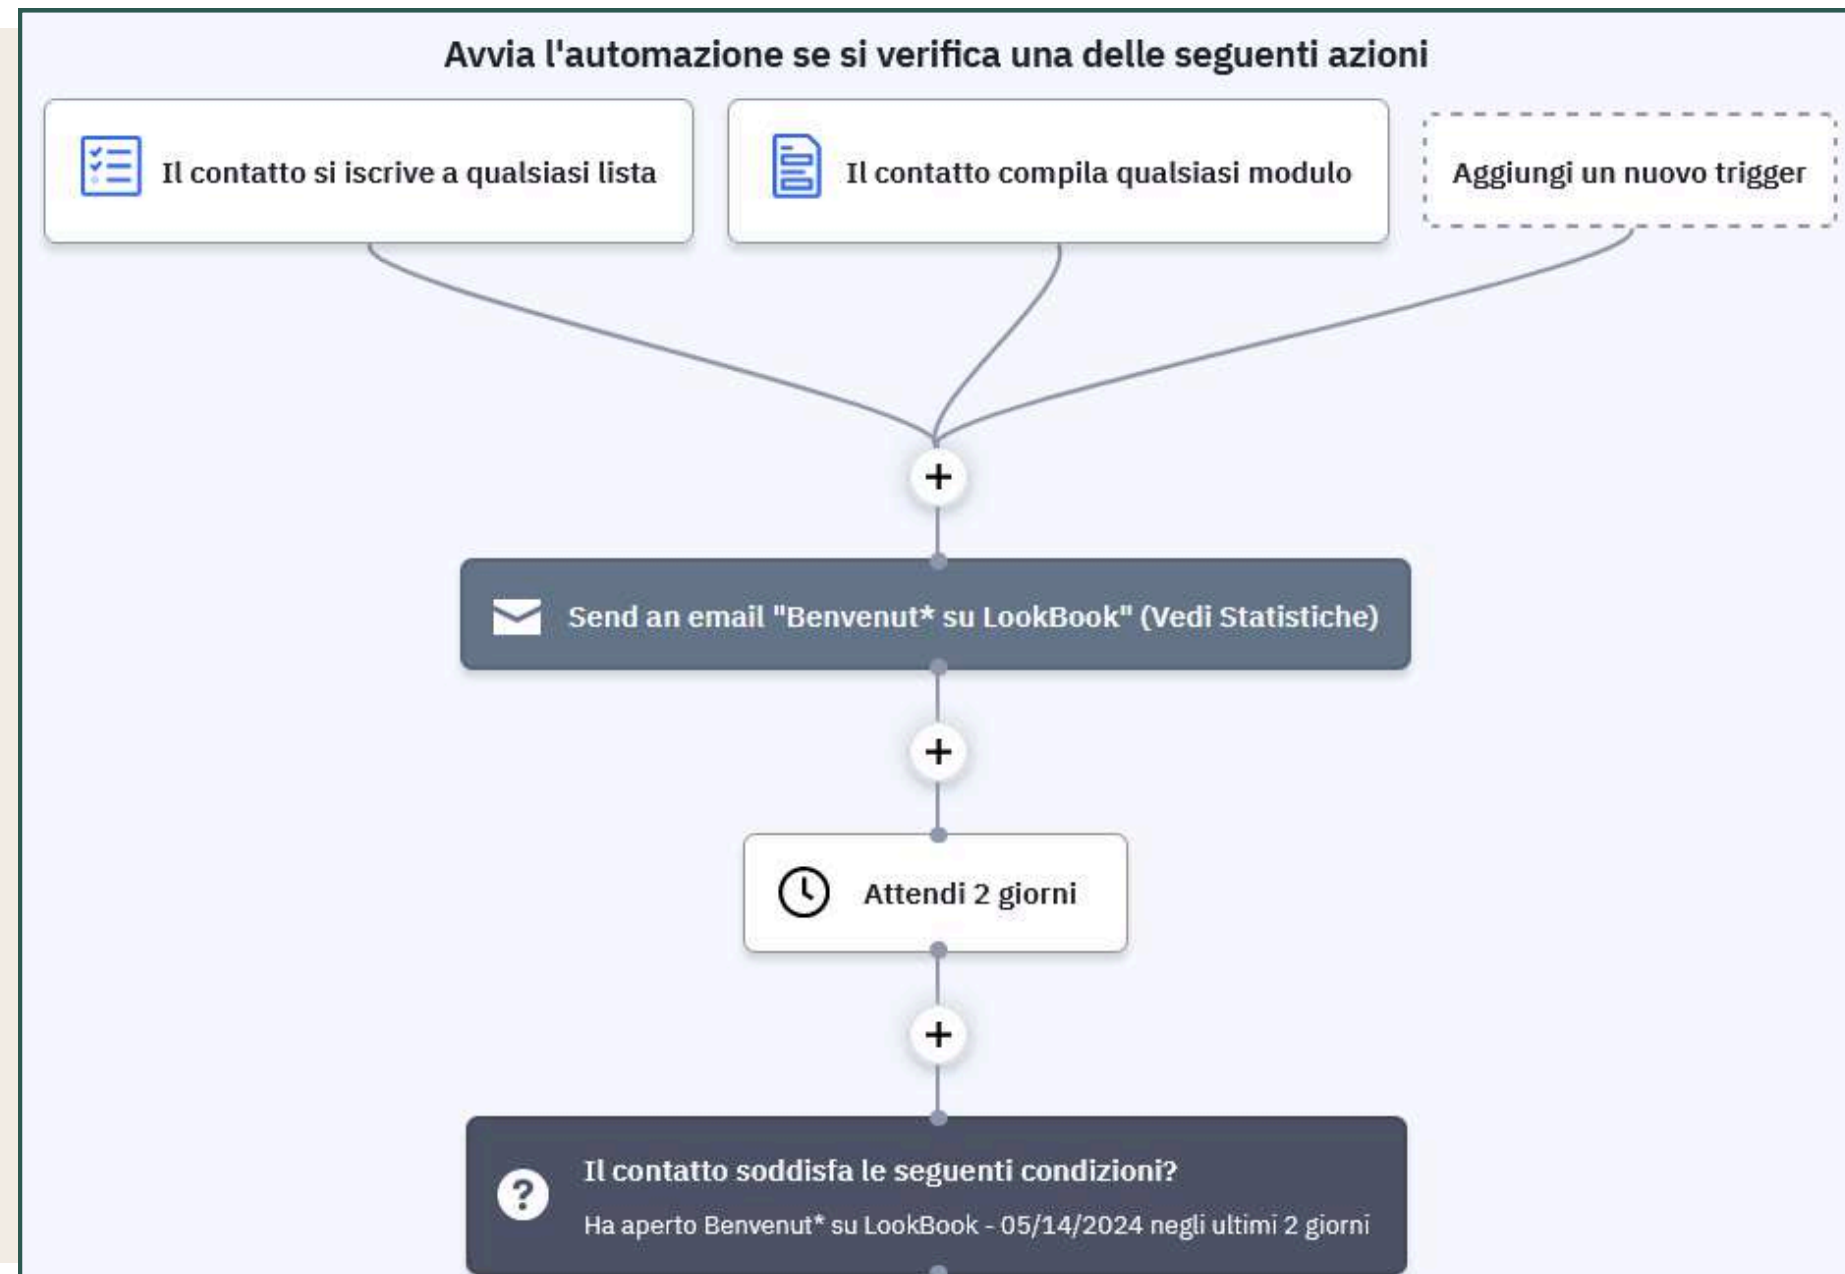 Avvia l'automazione se si verifica una delle seguenti azioni
Il contatto si iscrive a qualsiasi lista
Il contatto compila qualsiasi modulo
Aggiungi un nuovo trigger
+
Send an email "Benvenut* su LookBook" (Vedi Statistiche)
+
Attendi 2 giorni
+
?
Il contatto soddisfa le seguenti condizioni?
Ha aperto Benvenut* su LookBook - 05/14/2024 negli ultimi 2 giorni